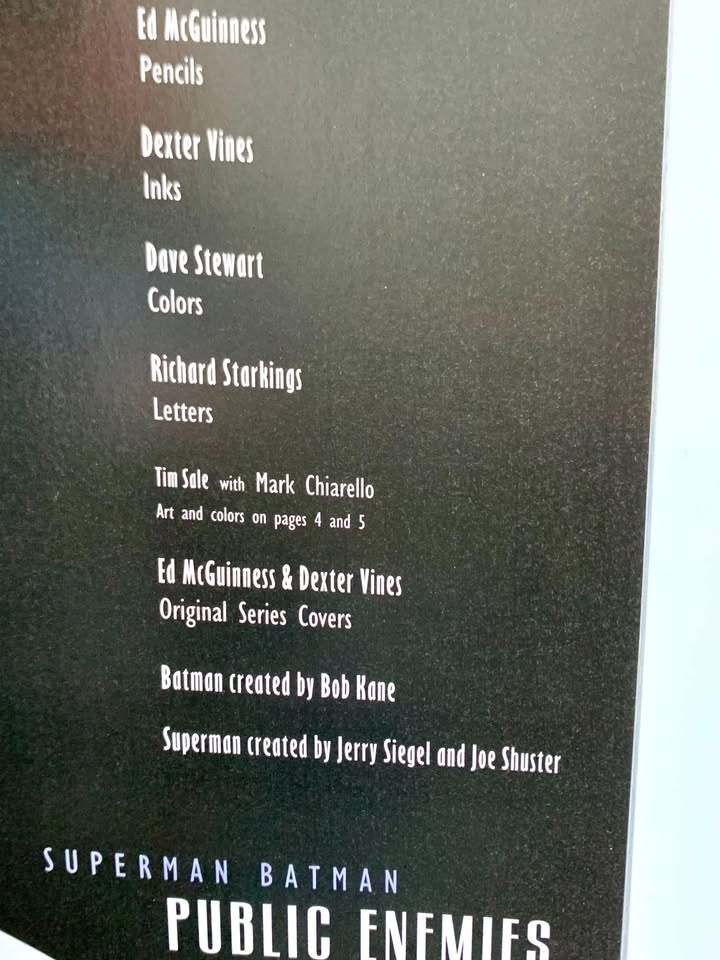 Ed McGuinness
Pencils
Dexter Vines
Inks
Dave Stewart
Colors
Richard Starkings
Letters
Tim Sale with Mark Chiarello
Art and colors on pages 4 and 5
Ed McGuinness & Dexter Vines
Original Series Covers
Batman created by Bob Kane
Superman created by Jerry Siegel and Joe Shuster
SUPERMAN BATMAN
PUBLIC ENEMIES